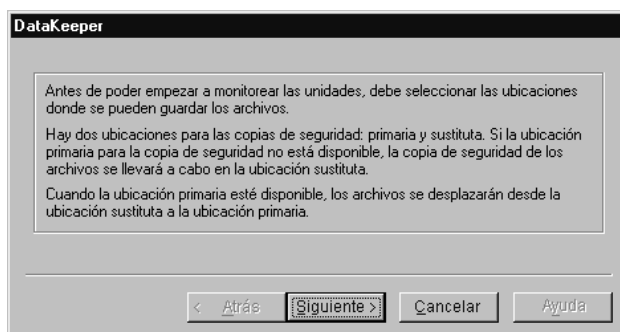 DataKeeper
Antes de poder empezar a monitorear las unidades, debe seleccionar las ubicaciones
donde se pueden guardar los archivos.
Hay dos ubicaciones para las copias de seguridad: primaria y sustituta. Si la ubicación
primaria para la copia de seguridad no está disponible, la copia de seguridad de los
archivos se llevará a cabo en la ubicación sustituta.
Cuando la ubicación primaria esté disponible, los archivos se desplazarán desde la
ubicación sustituta a la ubicación primaria.
< Atrás Siguiente > Cancelar Ayuda